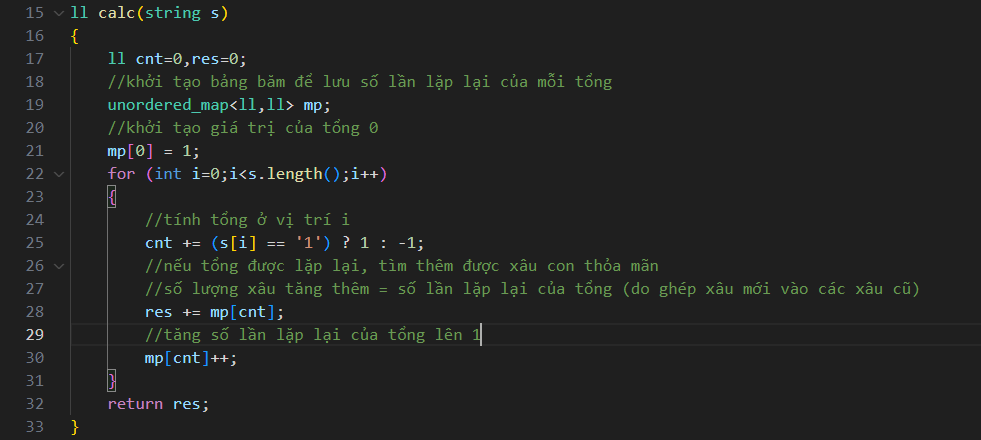 15 ll calc(string s)
16 {
17     ll cnt=0,res=0;
18     //khởi tạo bảng băm để lưu số lần lặp lại của mỗi tổng
19     unordered_map<ll,ll> mp;
20     //khởi tạo giá trị của tổng 0
21     mp[0] = 1;
22     for (int i=0;i<s.length();i++)
23     {
24         //tính tổng ở vị trí i
25         cnt += (s[i] == '1') ? 1 : -1;
26         //nếu tổng được lặp lại, tìm thêm được xâu con thỏa mãn
27         //số lượng xâu tăng thêm = số lần lặp lại của tổng (do ghép xâu mới vào các xâu cũ)
28         res += mp[cnt];
29         //tăng số lần lặp lại của tổng lên 1
30         mp[cnt]++;
31     }
32     return res;
33 }